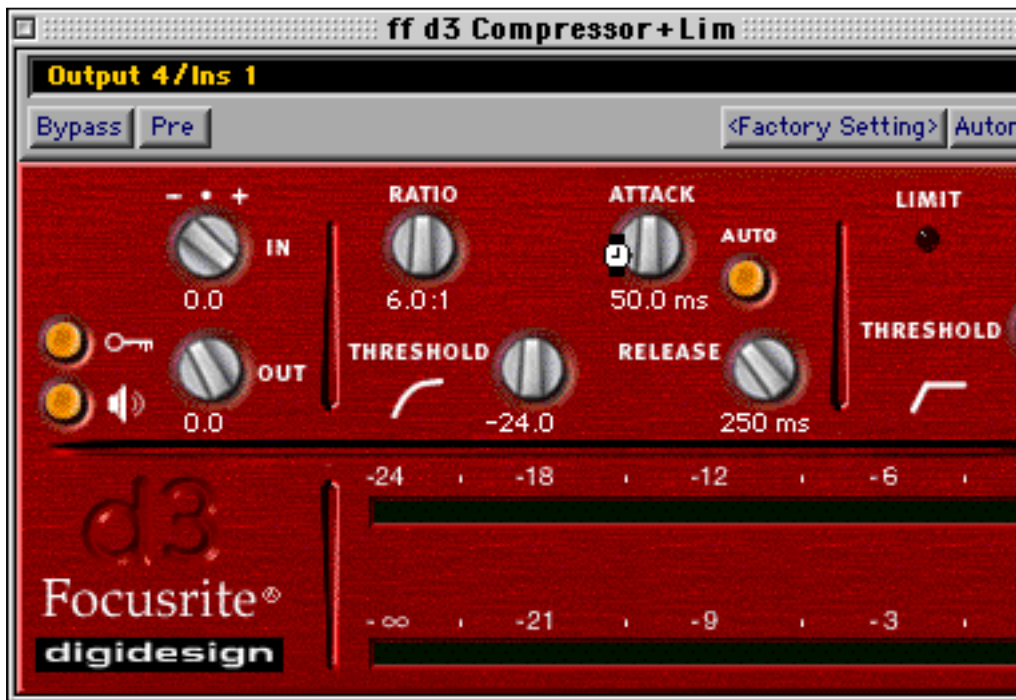 ff d3 Compressor+Lim
Output 4/Ins 1
Bypass Pre <Factory Setting> Auton
- • + RATIO ATTACK LIMIT
IN AUTO
0.0 6.0:1 50.0 ms
THRESHOLD RELEASE THRESHOLD
OUT
0.0 -24.0 250 ms
-24 -18 -12 -6
d3
Focusrite®
-∞ -21 -9 -3
digidesign